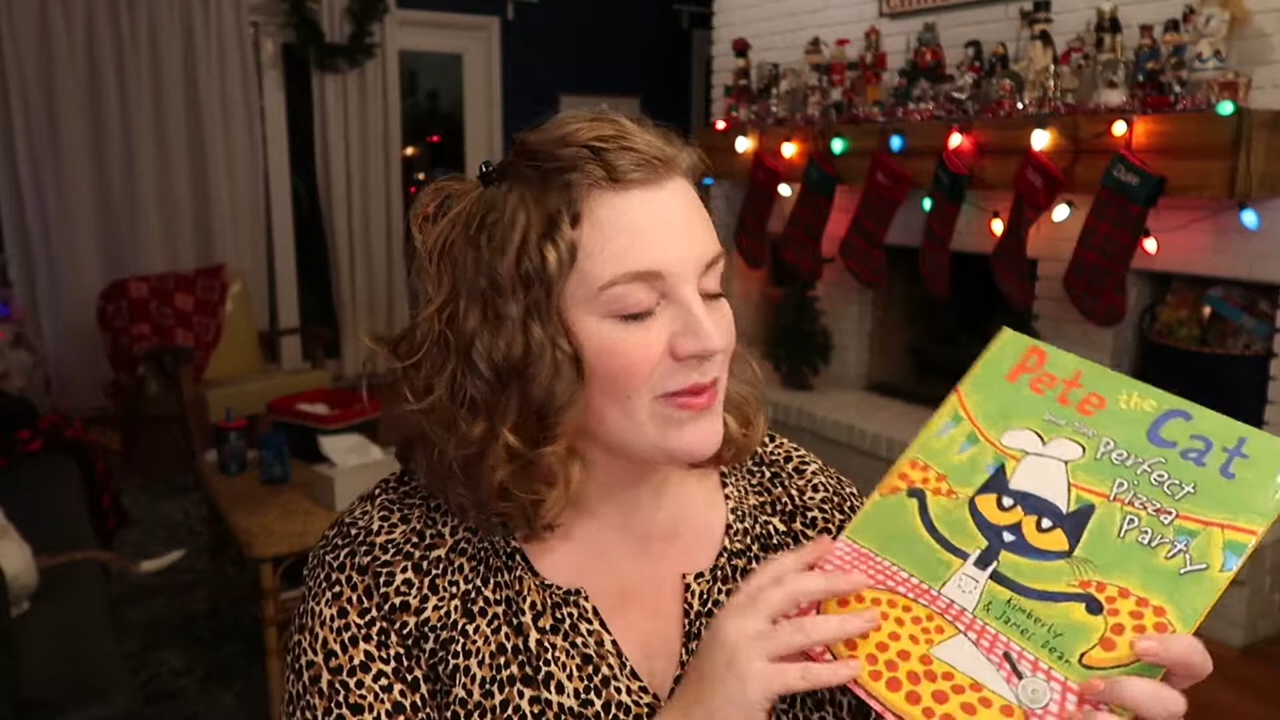 Pete the Cat
and the
Perfect
Pizza
Party
Kimberly
& James Dean